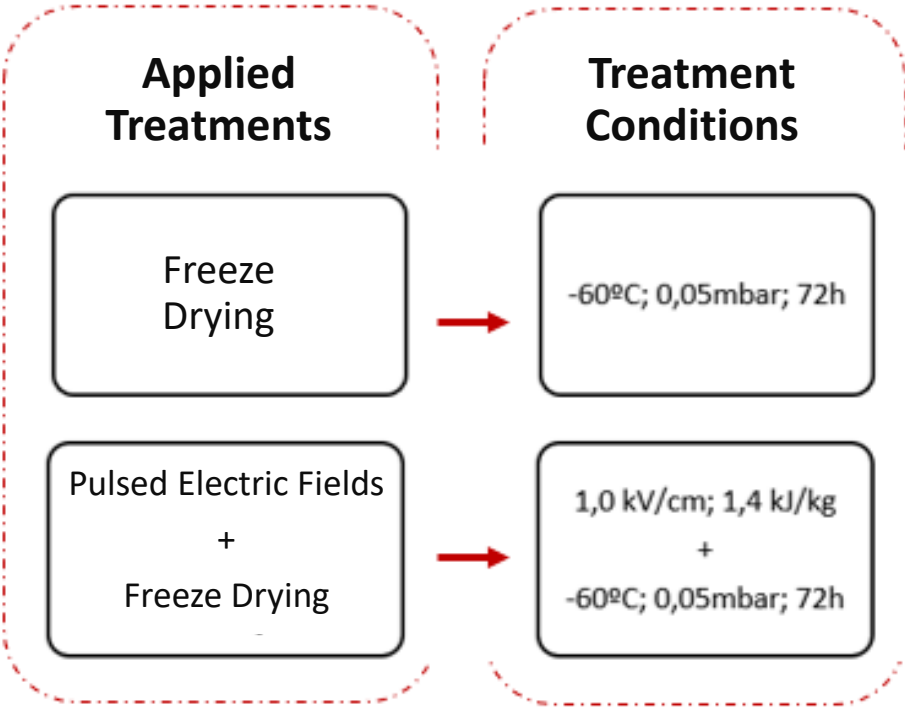 Applied
Treatments
Treatment
Conditions
Freeze
Drying
-60ºC; 0,05mbar; 72h
Pulsed Electric Fields
+
Freeze Drying
1,0 kV/cm; 1,4 kJ/kg
+
-60ºC; 0,05mbar; 72h